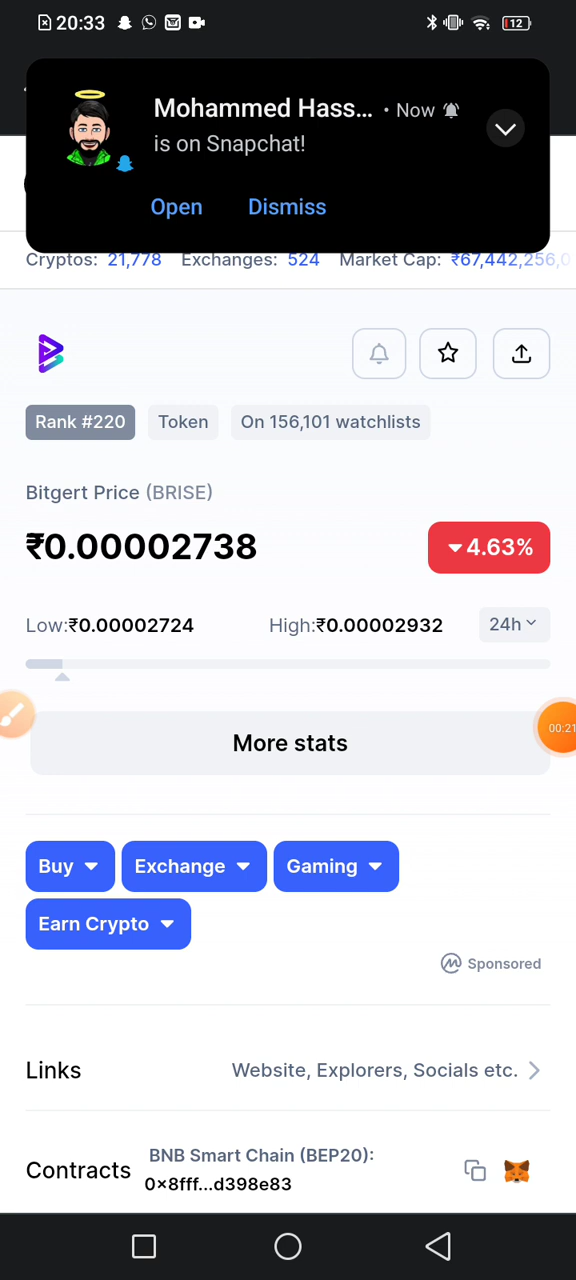 20:33
12
Mohammed Hass... • Now
is on Snapchat!
Open Dismiss
Cryptos: 21,778 Exchanges: 524 Market Cap: ₹67,442,256,0
Rank #220 Token On 156,101 watchlists
Bitgert Price (BRISE)
₹0.00002738
4.63%
Low:₹0.00002724 High:₹0.00002932 24h
00:21
More stats
Buy Exchange Gaming
Earn Crypto
Sponsored
Links Website, Explorers, Socials etc.
Contracts BNB Smart Chain (BEP20):
0x8fff...d398e83